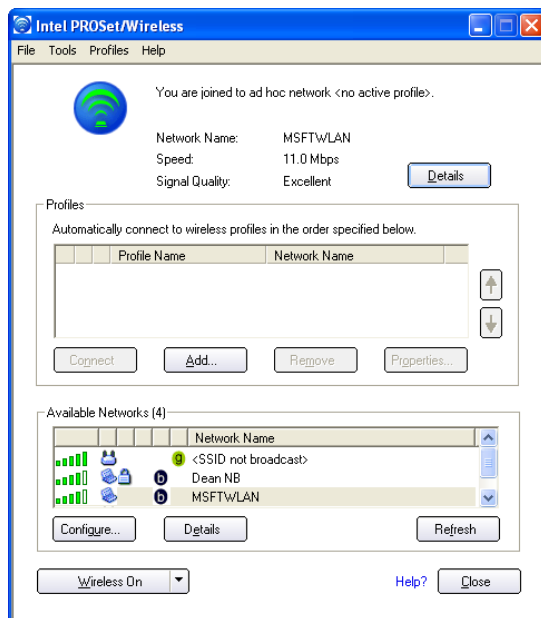 Intel PROSet/Wireless
File Tools Profiles Help
You are joined to ad hoc network <no active profile>.
Network Name: MSFTWLAN
Speed: 11.0 Mbps
Signal Quality: Excellent
Details
Profiles
Automatically connect to wireless profiles in the order specified below.
Profile Name Network Name
Connect Add... Remove Properties...
Available Networks (4)
Network Name
g <SSID not broadcast>
b Dean NB
b MSFTWLAN
Configure... Details Refresh
Wireless On Help? Close